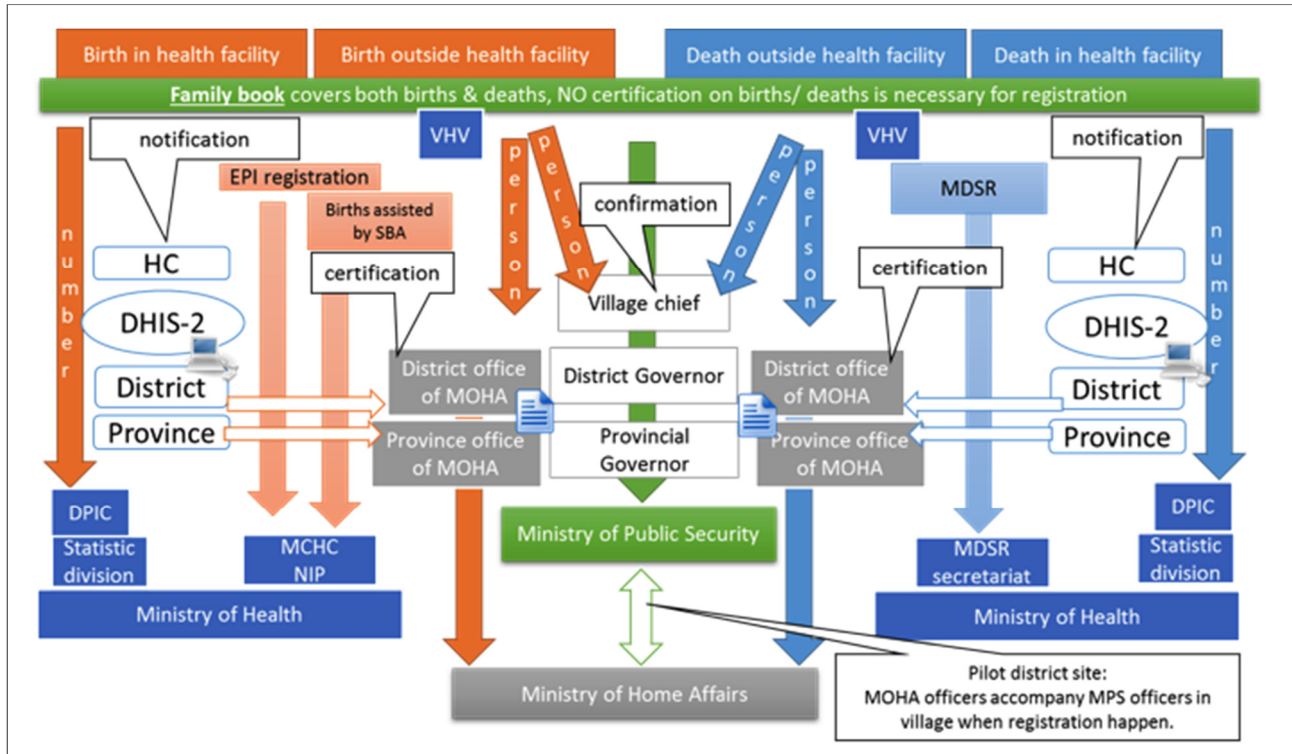 Birth in health facility
Birth outside health facility
Death outside health facility
Death in health facility
Family book covers both births & deaths, NO certification on births/ deaths is necessary for registration
notification
VHV
person
person
confirmation
person
person
VHV
notification
EPI registration
Births assisted
by SBA
MDSR
number
HC
certification
certification
HC
number
DHIS-2
Village chief
DHIS-2
District
District office
of MOHA
District Governor
District office
of MOHA
District
Province
Province office
of MOHA
Provincial
Governor
Province office
of MOHA
Province
DPIC
Statistic
division
MCHC
NIP
Ministry of Health
Ministry of Public Security
MDSR
secretariat
DPIC
Statistic
division
Ministry of Health
Ministry of Home Affairs
Pilot district site:
MOHA officers accompany MPS officers in
village when registration happen.